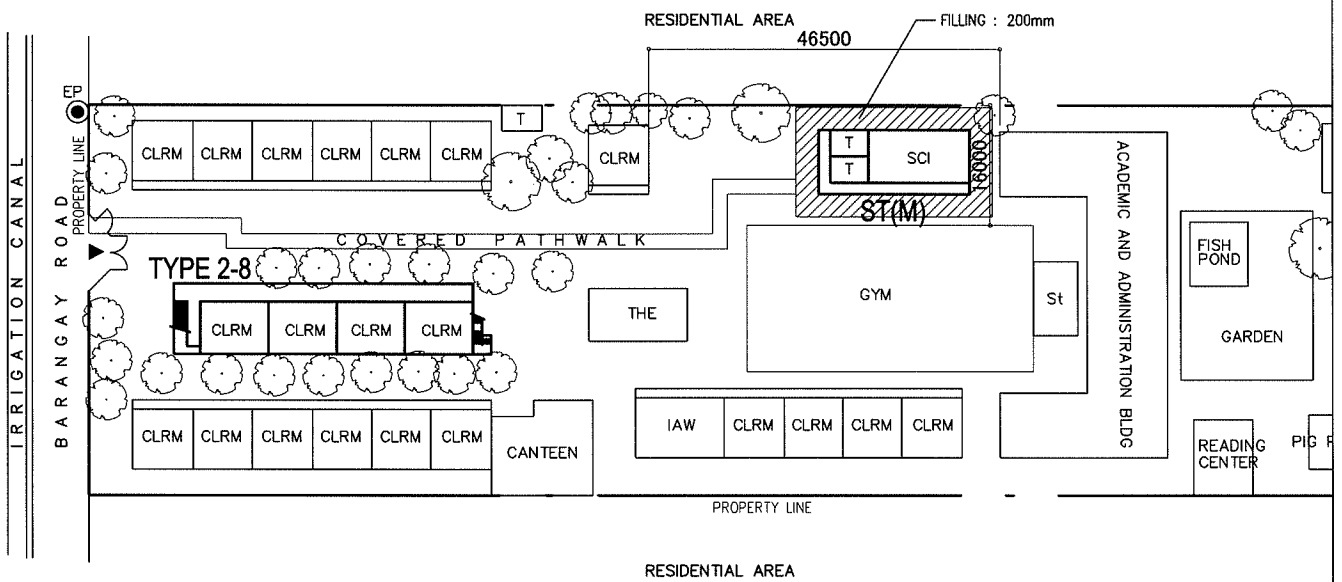 RESIDENTIAL AREA
FILLING : 200mm
46500
EP
T
CLRM CLRM CLRM CLRM CLRM CLRM
CLRM
T
T
SCI
16000
ST(M)
PROPERTY LINE
IRRIGATION CANAL
BARANGAY ROAD
COVERED PATHWALK
TYPE 2-8
CLRM CLRM CLRM CLRM
THE
GYM
St
ACADEMIC AND ADMINISTRATION BLDG
FISH
POND
GARDEN
CLRM CLRM CLRM CLRM CLRM CLRM
CANTEEN
IAW CLRM CLRM CLRM CLRM
READING
CENTER
PIG
PROPERTY LINE
RESIDENTIAL AREA